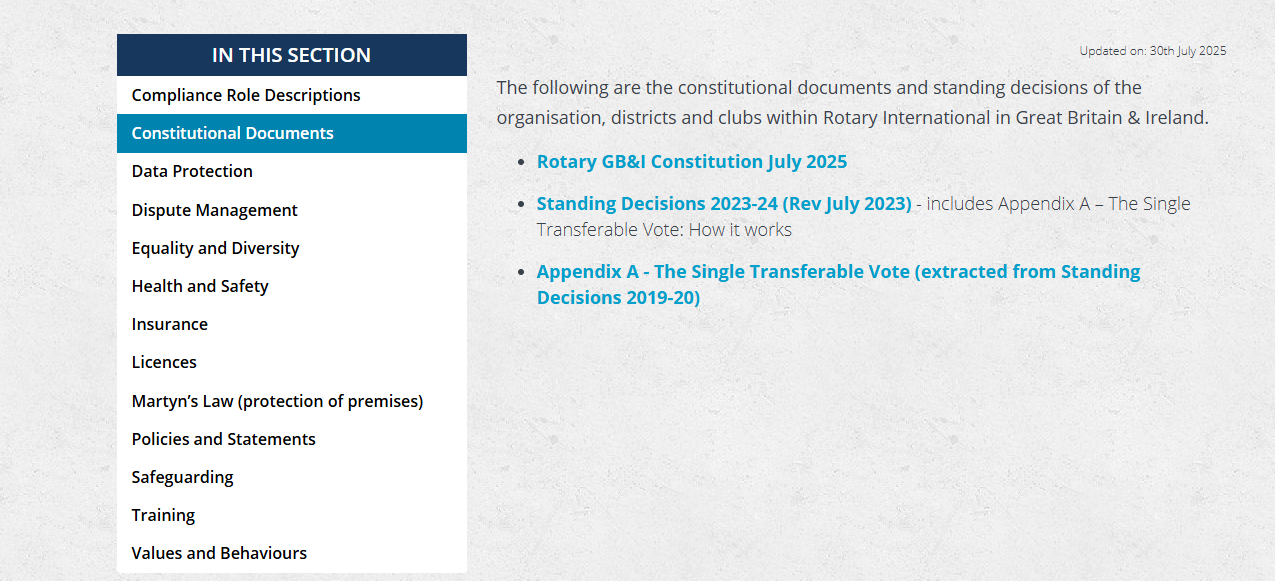 IN THIS SECTION
Compliance Role Descriptions
Constitutional Documents
Data Protection
Dispute Management
Equality and Diversity
Health and Safety
Insurance
Licences
Martyn’s Law (protection of premises)
Policies and Statements
Safeguarding
Training
Values and Behaviours
Updated on: 30th July 2025
The following are the constitutional documents and standing decisions of the
organisation, districts and clubs within Rotary International in Great Britain & Ireland.
Rotary GB&I Constitution July 2025
Standing Decisions 2023-24 (Rev July 2023) - includes Appendix A – The Single
Transferable Vote: How it works
Appendix A - The Single Transferable Vote (extracted from Standing
Decisions 2019-20)